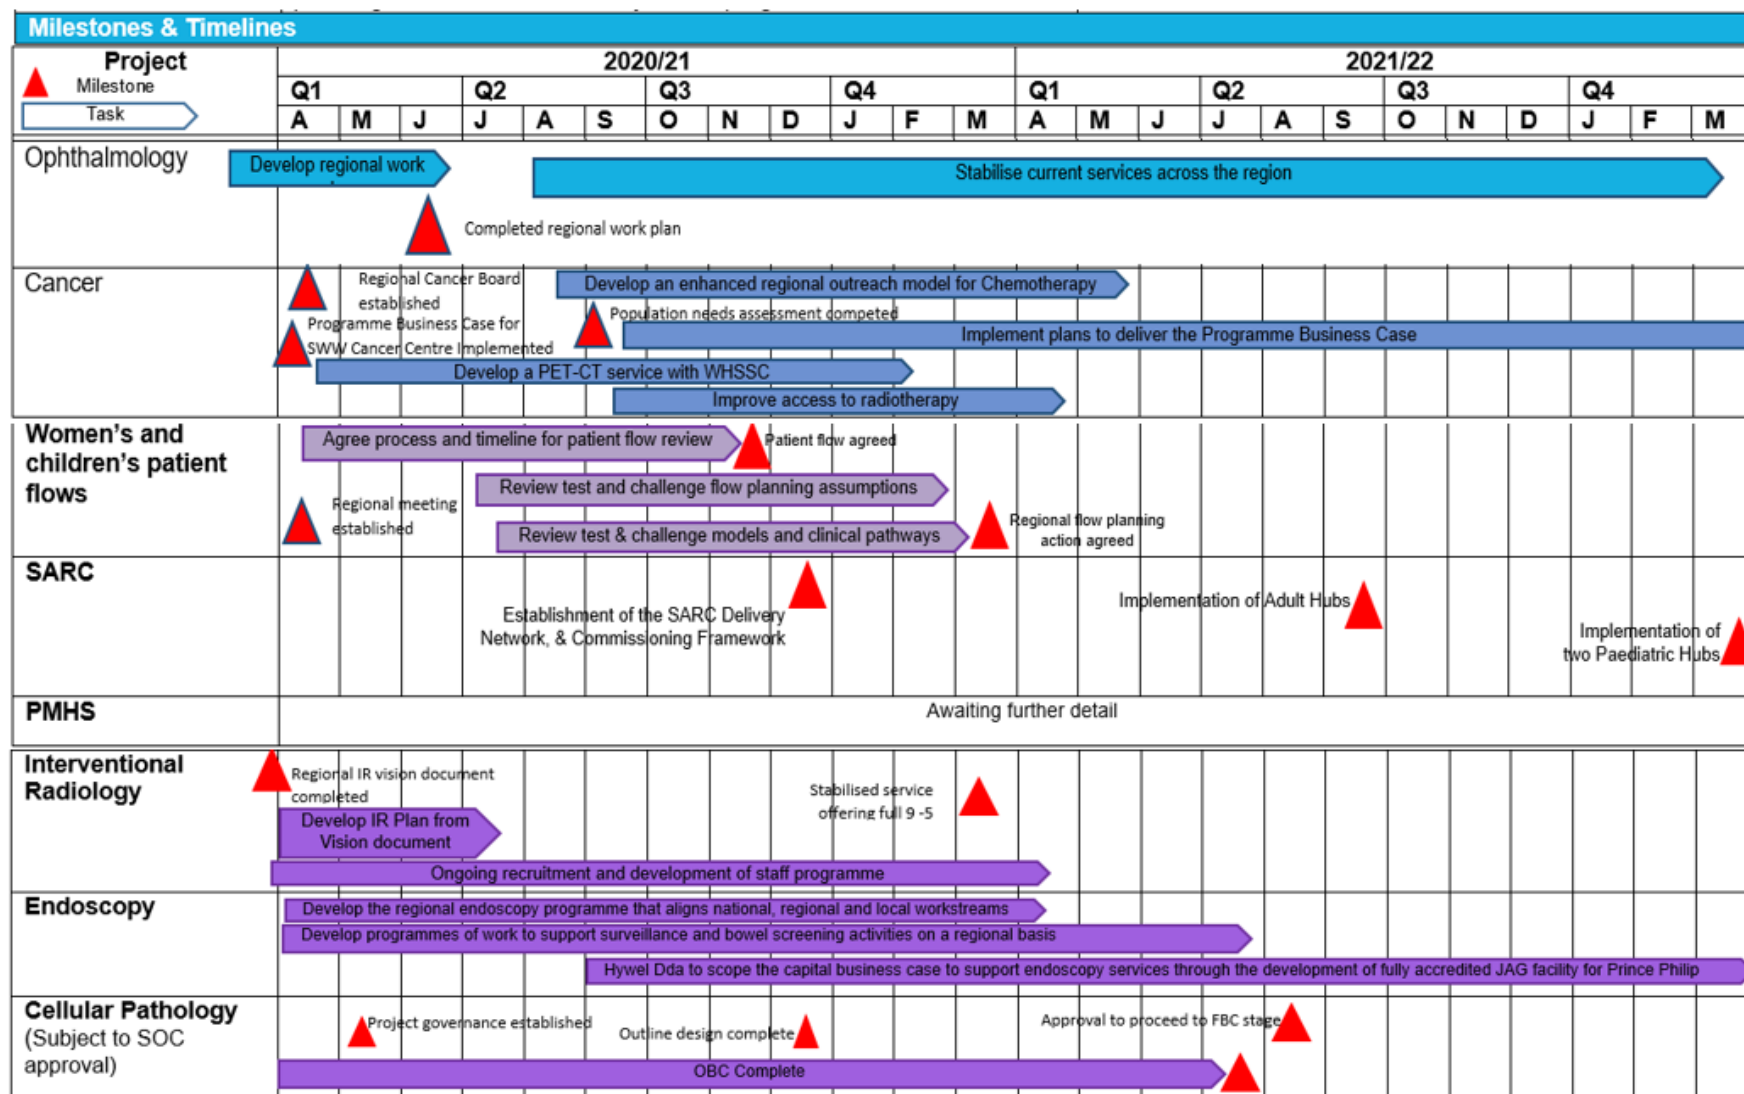 Milestones & Timelines
Project
2020/21
2021/22
Milestone
Q1 Q2 Q3 Q4 Q1 Q2 Q3 Q4
Task
A M J J A S O N D J F M A M J J A S O N D J F M
Ophthalmology
Develop regional work
Stabilise current services across the region
Completed regional work plan
Cancer
Regional Cancer Board
established
Develop an enhanced regional outreach model for Chemotherapy
Population needs assessment competed
Programme Business Case for
SWW Cancer Centre Implemented
Implement plans to deliver the Programme Business Case
Develop a PET-CT service with WHSSC
Improve access to radiotherapy
Women's and
children's patient
flows
Agree process and timeline for patient flow review
Patient flow agreed
Review test and challenge flow planning assumptions
Regional meeting
established
Review test & challenge models and clinical pathways
Regional flow planning
action agreed
SARC
Establishment of the SARC Delivery
Network, & Commissioning Framework
Implementation of Adult Hubs
Implementation of
two Paediatric Hubs
PMHS
Awaiting further detail
Interventional
Radiology
Regional IR vision document
completed
Stabilised service
offering full 9 -5
Develop IR Plan from
Vision document
Ongoing recruitment and development of staff programme
Endoscopy
Develop the regional endoscopy programme that aligns national, regional and local workstreams
Develop programmes of work to support surveillance and bowel screening activities on a regional basis
Hywel Dda to scope the capital business case to support endoscopy services through the development of fully accredited JAG facility for Prince Philip
Cellular Pathology
(Subject to SOC
approval)
Project governance established
Outline design complete
Approval to proceed to FBC stage
OBC Complete